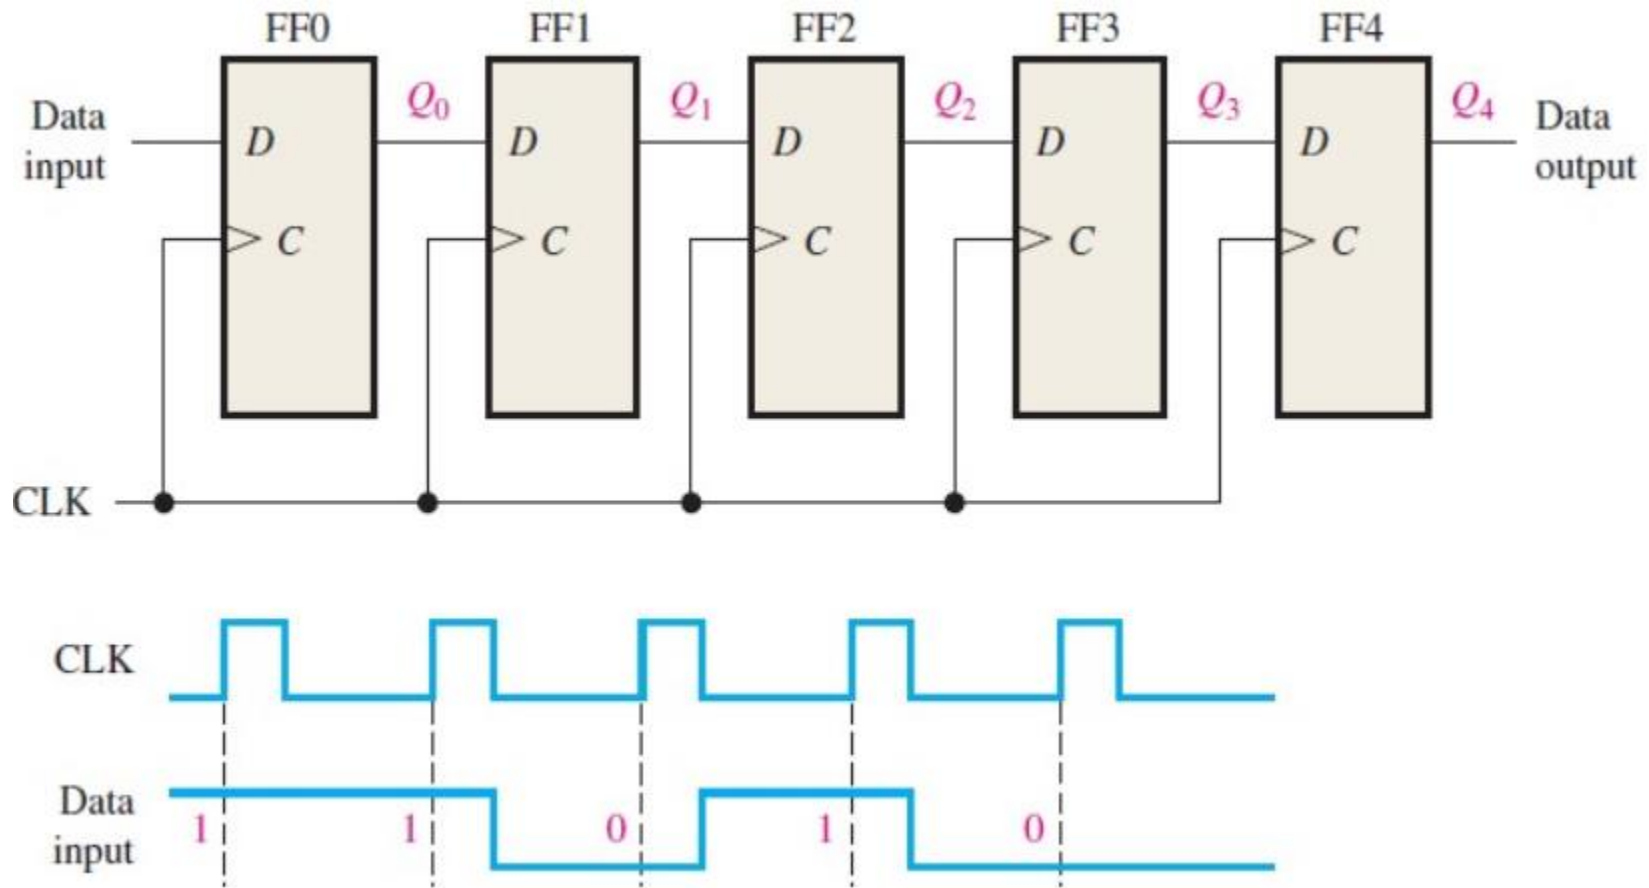 FF0 FF1 FF2 FF3 FF4
Data input
D
C
Q0
D
C
Q1
D
C
Q2
D
C
Q3
D
C
Q4
Data output
CLK
CLK
Data input
1 1 0 1 0